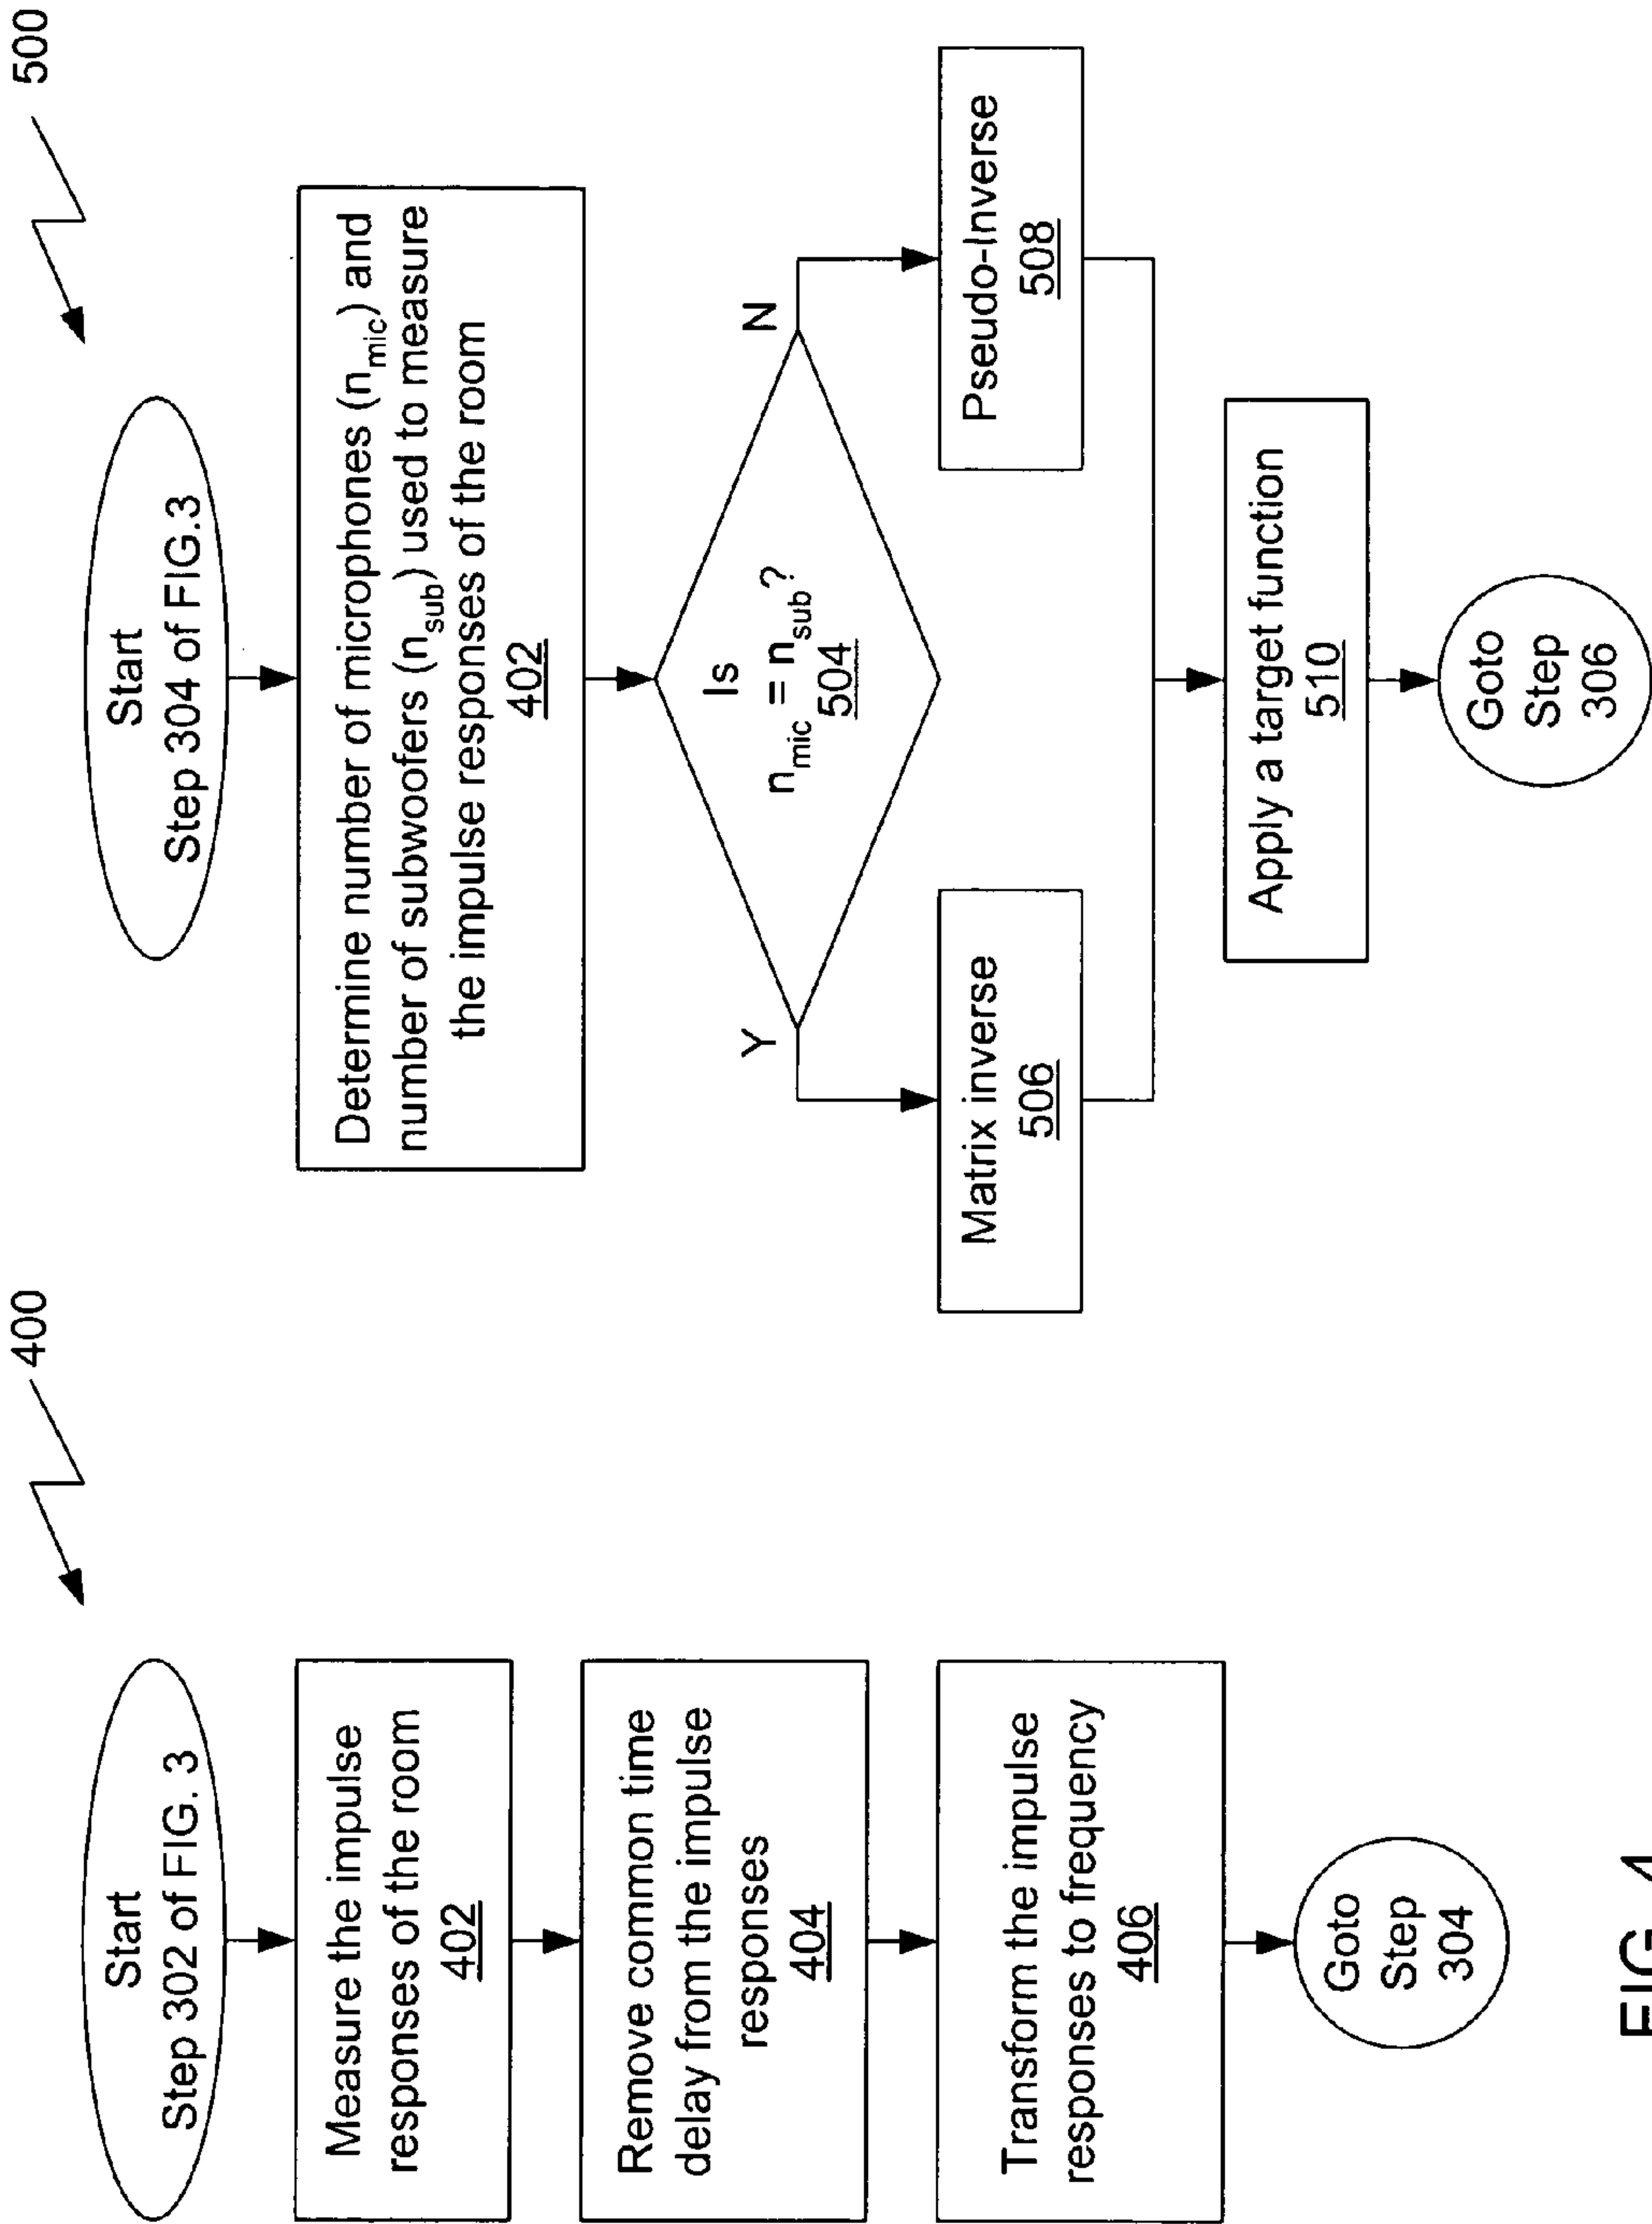 400
Start
Step 302 of FIG. 3
Measure the impulse
responses of the room
402
Remove common time
delay from the impulse
responses
404
Transform the impulse
responses to frequency
406
Goto
Step
304
500
Start
Step 304 of FIG.3
Determine number of microphones (nmic) and
number of subwoofers (nsub) used to measure
the impulse responses of the room
402
Is
nmic = nsub?
504
Y
N
Matrix inverse
506
Pseudo-Inverse
508
Apply a target function
510
Goto
Step
306